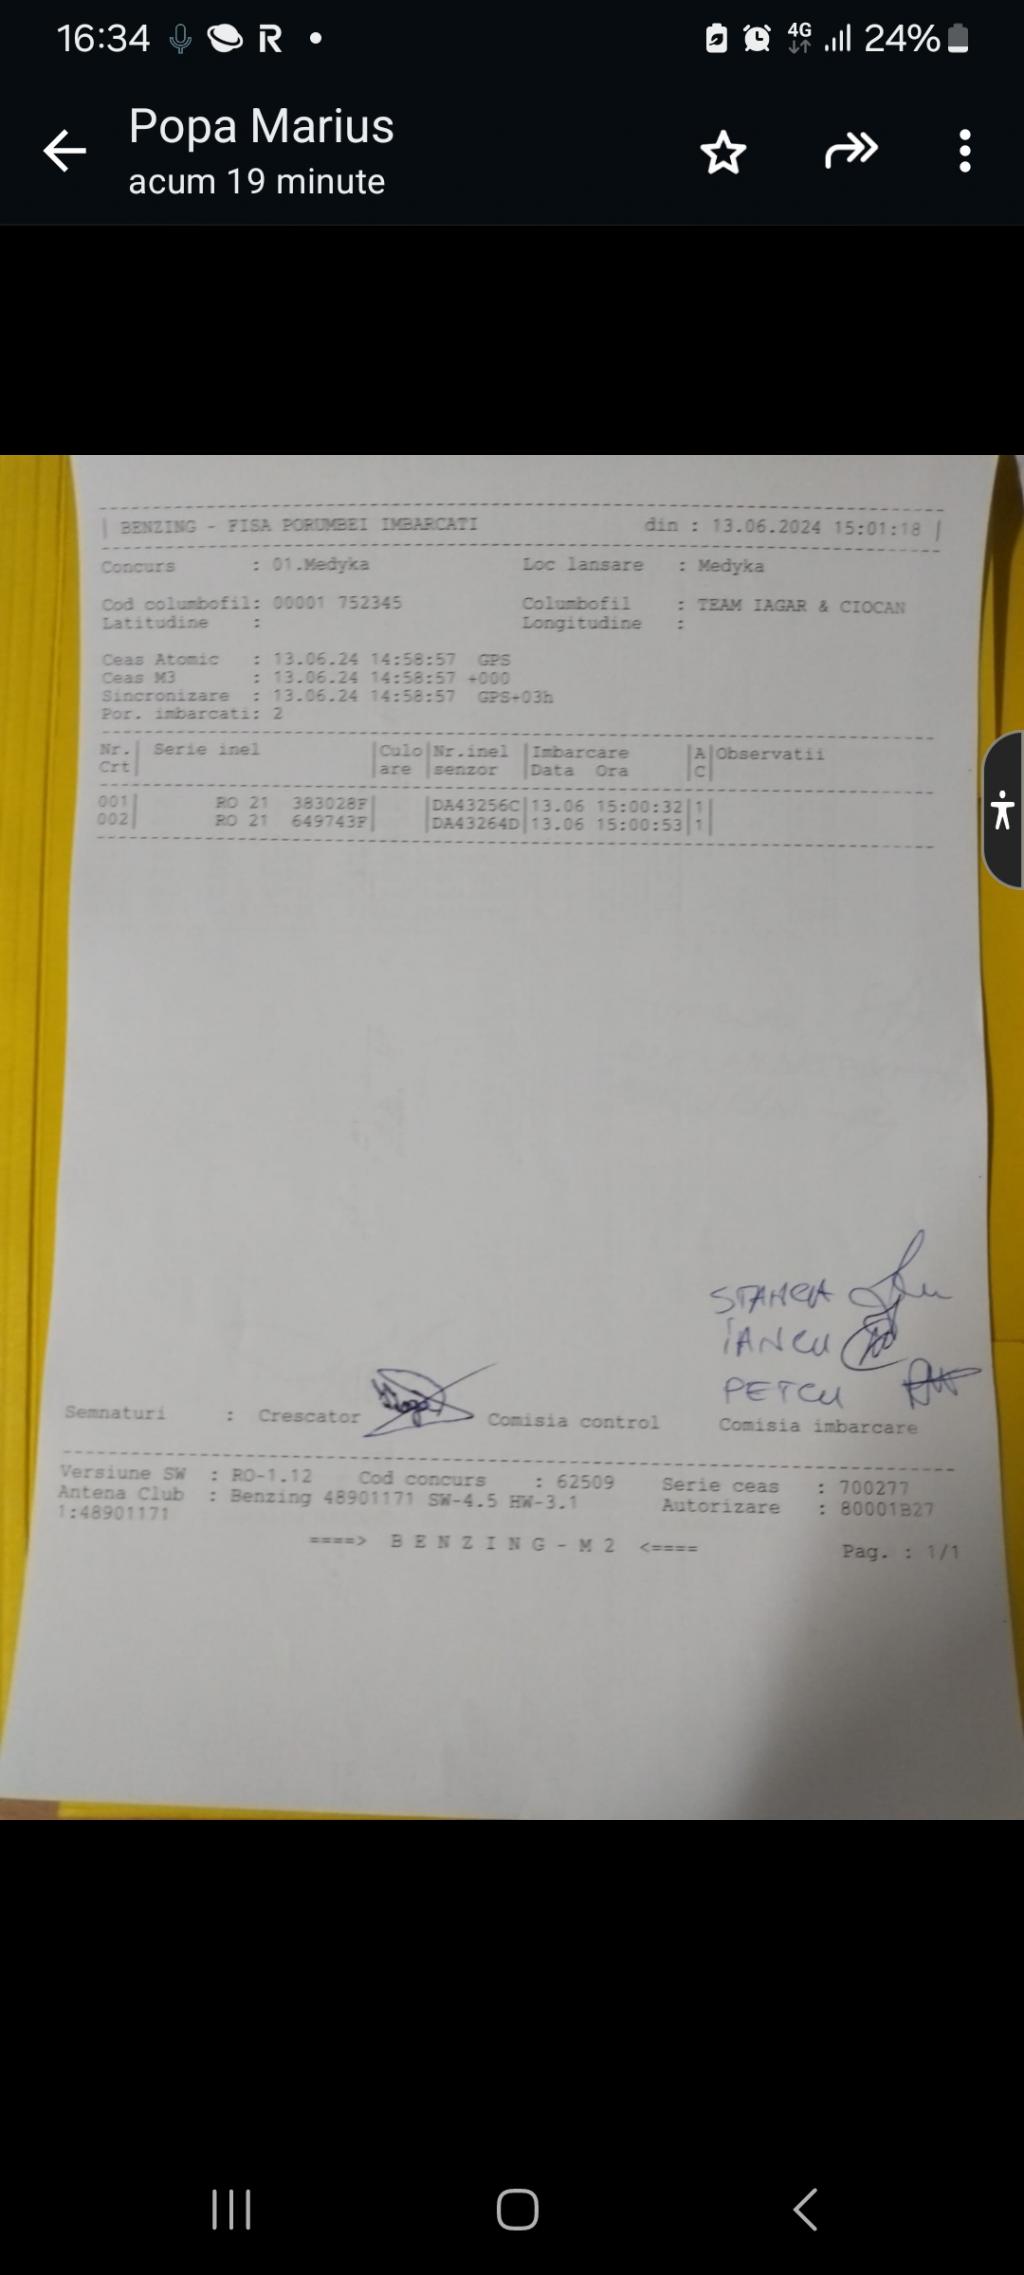 16:34 R 4G 24%
Popa Marius
acum 19 minute
BENZING - FISA PORUMBEI IMBARCATI din : 13.06.2024 15:01:18
Concurs : 01.Medyka Loc lansare : Medyka
Cod columbofil: 00001 752345 Columbofil : TEAM IAGAR & CIOCAN
Latitudine : Longitudine :
Ceas Atomic : 13.06.24 14:58:57 GPS
Ceas M3 : 13.06.24 14:58:57 +000
Sincronizare : 13.06.24 14:58:57 GPS+03h
Por. imbarcati: 2
Nr.| Serie inel |Culo|Nr.inel |Imbarcare |A|Observatii
Crt| |are |senzor |Data Ora |C|
001| RO 21 383028F| |DA43256C|13.06 15:00:32|1|
002| RO 21 649743F| |DA43264D|13.06 15:00:53|1|
IANCU
PETCU
Semnaturi : Crescator Comisia control Comisia imbarcare
Versiune SW : RO-1.12 Cod concurs : 62509 Serie ceas : 700277
Antena Club : Benzing 48901171 SW-4.5 HW-3.1 Autorizare : 80001B27
1:48901171
====> B E N Z I N G - M 2 <==== Pag. : 1/1